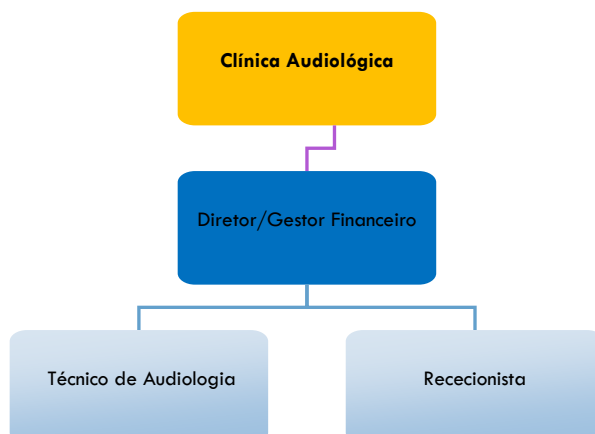 Clínica Audiológica
Diretor/Gestor Financeiro
Técnico de Audiologia
Rececionista